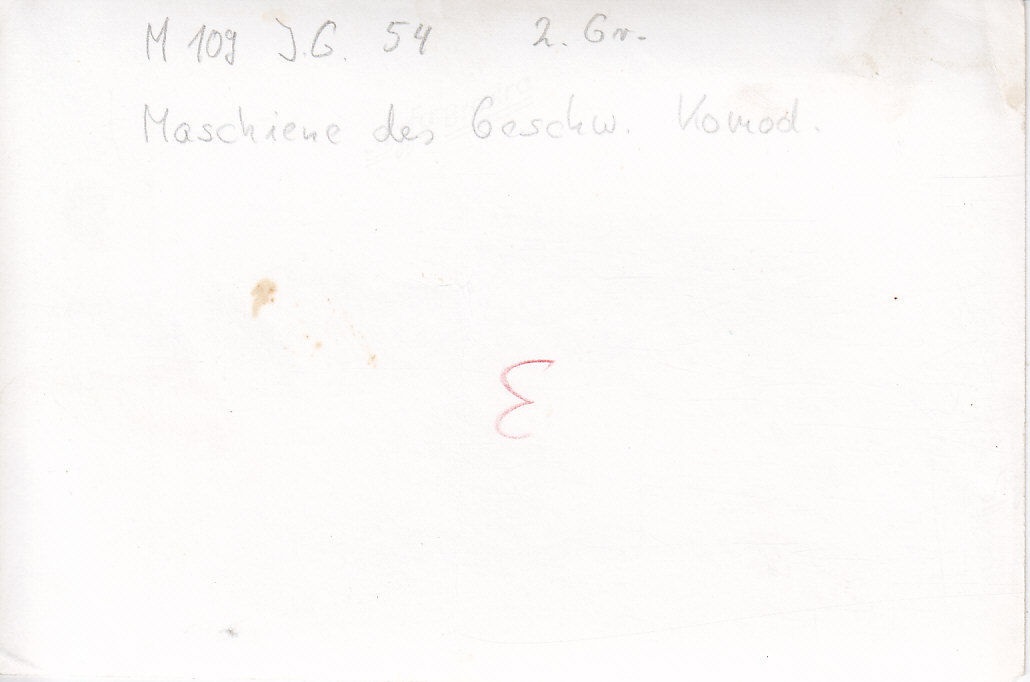 M 109 J.G. 54 2. Gr.
Maschiene des Geschw. Komod.
E